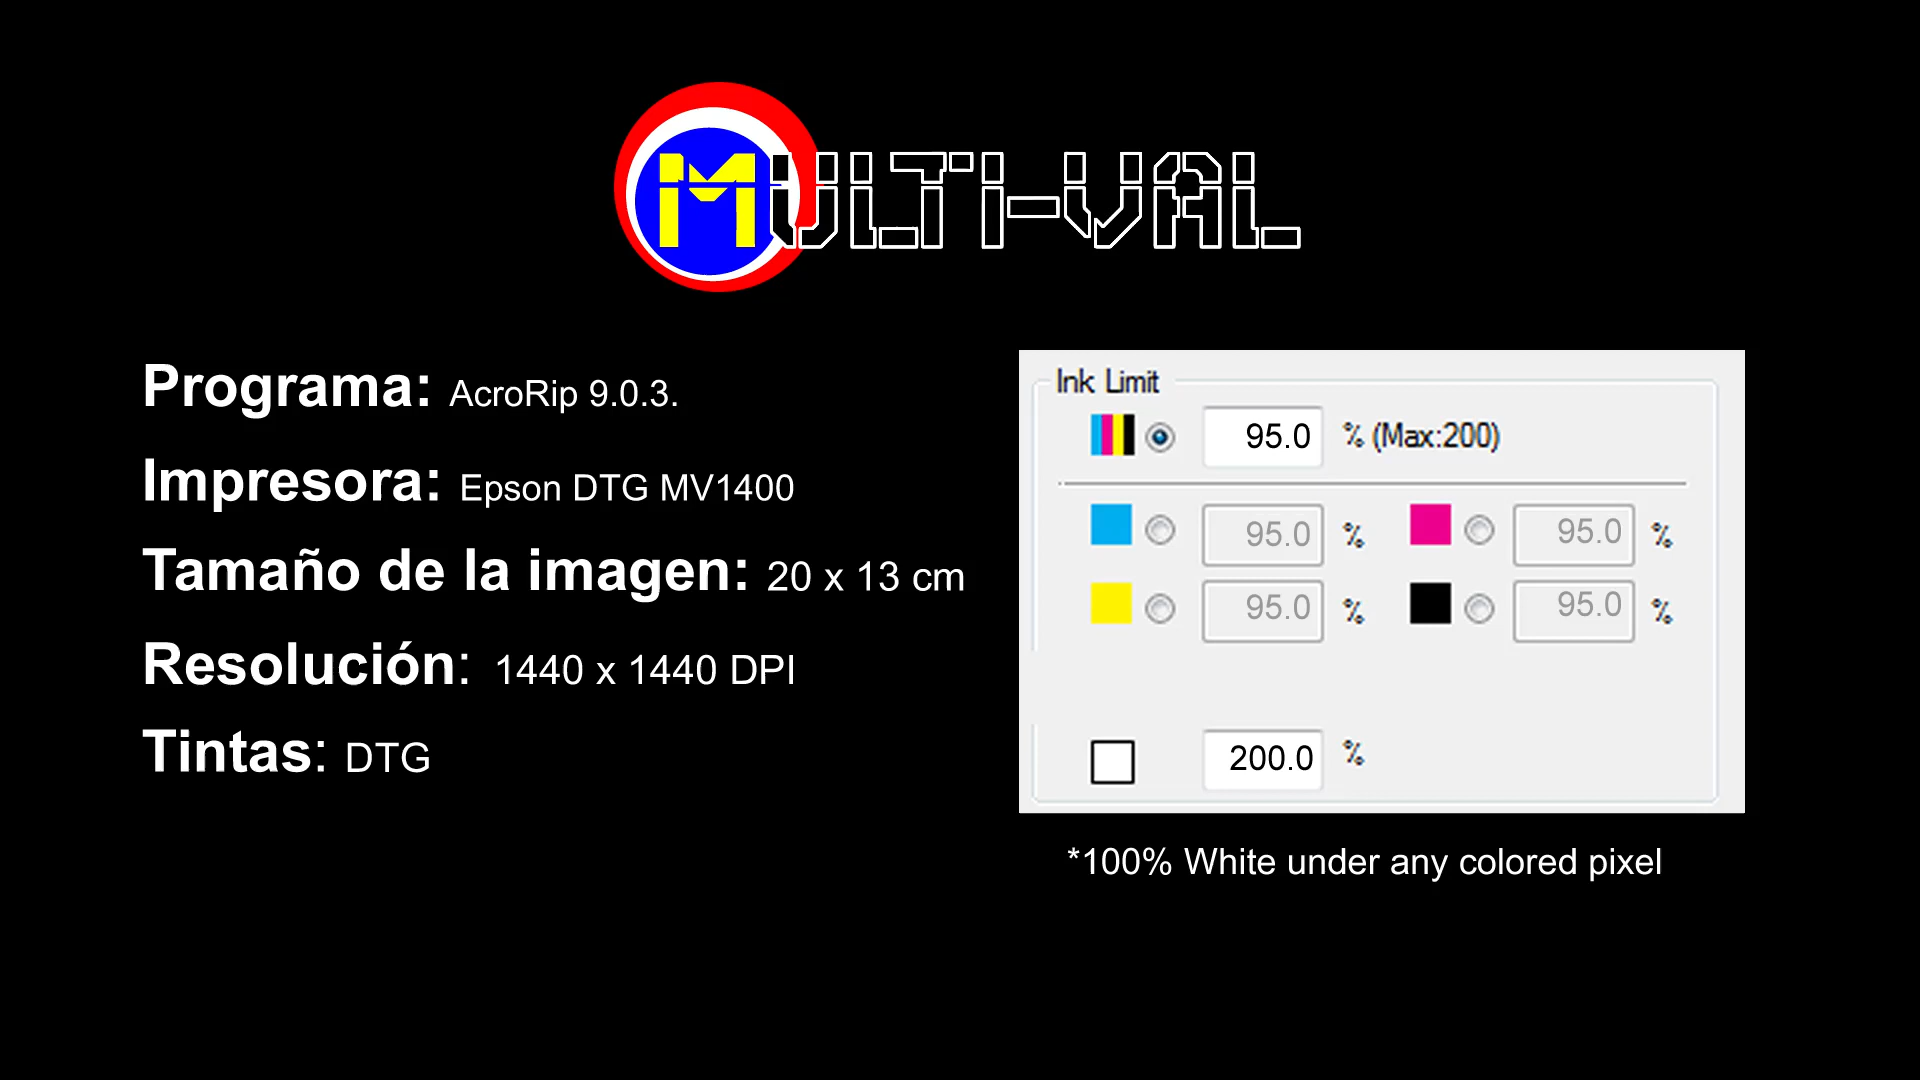 MULTI-VAL
Programa: AcroRip 9.0.3.
Impresora: Epson DTG MV1400
Tamaño de la imagen: 20 x 13 cm
Resolución: 1440 x 1440 DPI
Tintas: DTG
Ink Limit
95.0 % (Max:200)
95.0 % 95.0 %
95.0 % 95.0 %
200.0 %
*100% White under any colored pixel